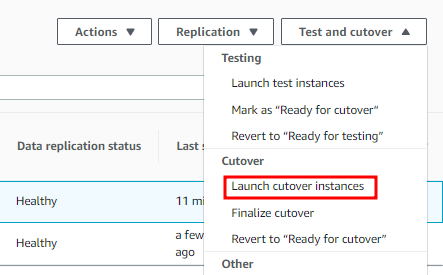 Actions ▼ Replication ▼ Test and cutover ▲
Testing
Launch test instances
Mark as "Ready for cutover"
Revert to "Ready for testing"
Data replication status Last s
Cutover
Healthy 11 mi Launch cutover instances
Finalize cutover
Healthy a few
ago
Revert to "Ready for cutover"
Other